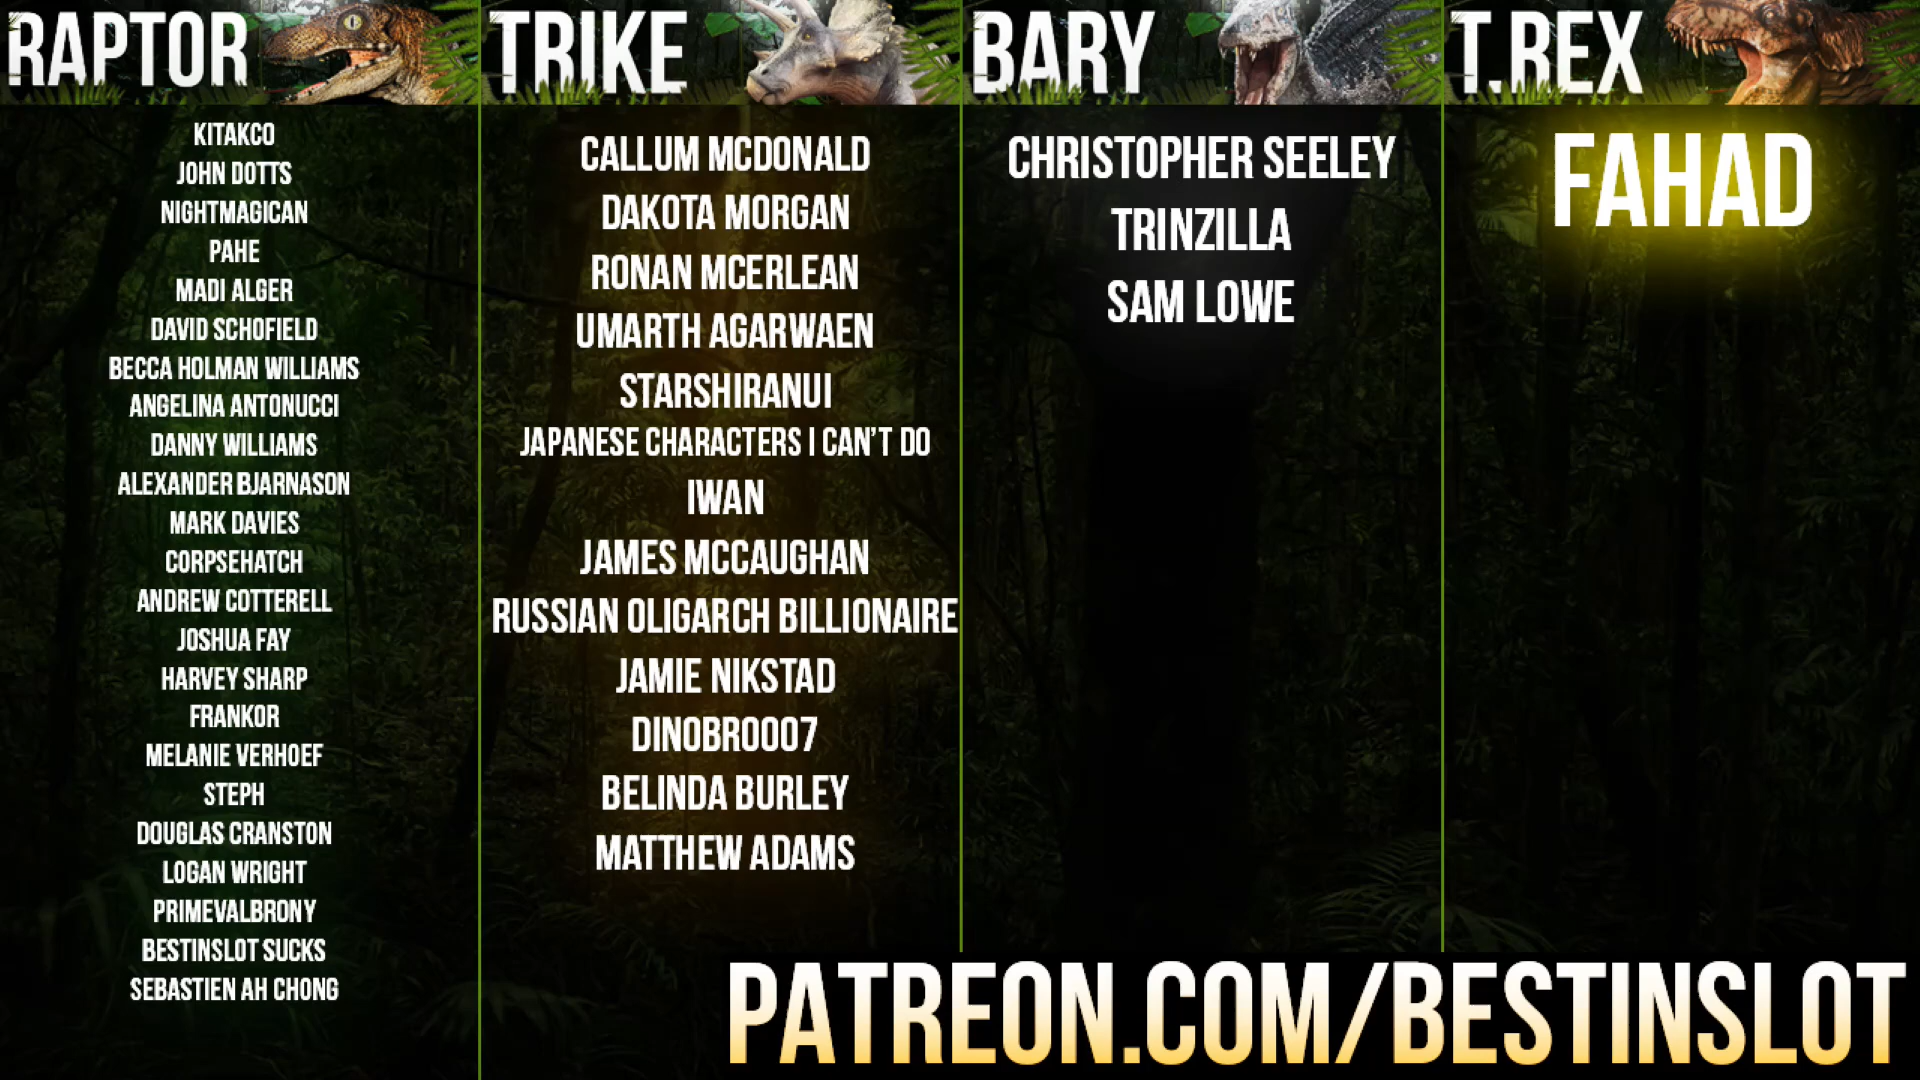 RAPTOR
KITAKCO
JOHN DOTTS
NIGHTMAGICAN
PAHE
MADI ALGER
DAVID SCHOFIELD
BECCA HOLMAN WILLIAMS
ANGELINA ANTONUCCI
DANNY WILLIAMS
ALEXANDER BJARNASON
MARK DAVIES
CORPSEHATCH
ANDREW COTTERELL
JOSHUA FAY
HARVEY SHARP
FRANKOR
MELANIE VERHOEF
STEPH
DOUGLAS CRANSTON
LOGAN WRIGHT
PRIMEVALBRONY
BESTINSLOT SUCKS
SEBASTIEN AH CHONG
TRIKE
CALLUM MCDONALD
DAKOTA MORGAN
RONAN MCERLEAN
UMARTH AGARWAEN
STARSHIRANUI
JAPANESE CHARACTERS I CAN'T DO
IWAN
JAMES MCCAUGHAN
RUSSIAN OLIGARCH BILLIONAIRE
JAMIE NIKSTAD
DINOBRO007
BELINDA BURLEY
MATTHEW ADAMS
BARY
CHRISTOPHER SEELEY
TRINZILLA
SAM LOWE
T.REX
FAHAD
PATREON.COM/BESTINSLOT